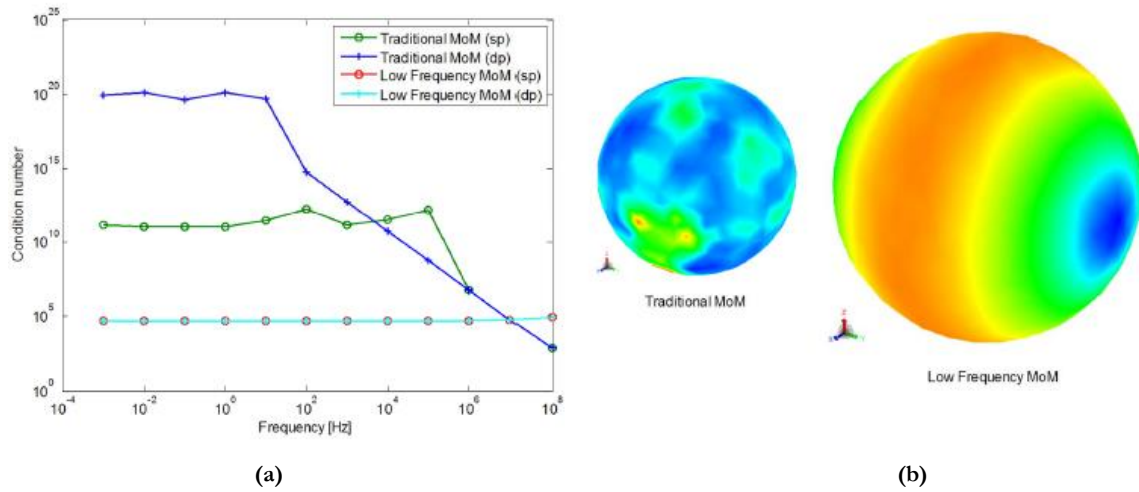 10^25
10^20
10^15
10^10
10^5
10^0
Condition number
10^-4
10^-2
10^0
10^2
10^4
10^6
10^8
Frequency [Hz]
Traditional MoM (sp)
Traditional MoM (dp)
Low Frequency MoM (sp)
Low Frequency MoM (dp)
Traditional MoM
Z
X
Y
Low Frequency MoM
(a)
(b)